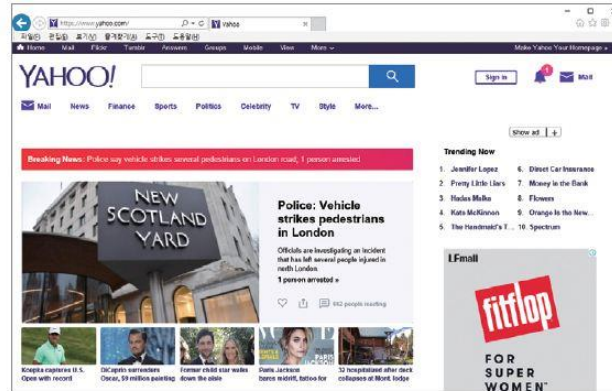 https://www.yahoo.com/
Yahoo
파일(F) 편집(E) 보기(V) 즐겨찾기(A) 도구(T) 도움말(H)
Home Mail Flickr Tumblr Answers Groups Mobile View More
Make Yahoo Your Homepage
YAHOO!
Sign in
1
Mail
Mail News Finance Sports Politics Celebrity TV Style More...
Show ad
Breaking News: Police say vehicle strikes several pedestrians on London road, 1 person arrested
NEW
SCOTLAND
YARD
Police: Vehicle
strikes pedestrians
in London
Officials are investigating an incident
that has left several people injured in
north London
1 person arrested »
people reading
Trending Now
1. Jennifer Lopez
2. Pretty Little Liars
3. Hadas Malka
4. Kate McKinnon
5. The Handmaid's T...
6. Direct Car Insurance
7. Money in the Bank
8. Flowers
9. Orange Is the New...
10. Spectrum
LFmall
fitflop
FOR
SUPER
WOMEN
Koepka captures U.S.
Open with record
DiCaprio surrenders
Oscar, $9 million painting
Former child star walks
down the aisle
PARIS
Paris Jackson
bares midriff, tattoo for
32 hospitalized after deck
collapses at Mont. lodge